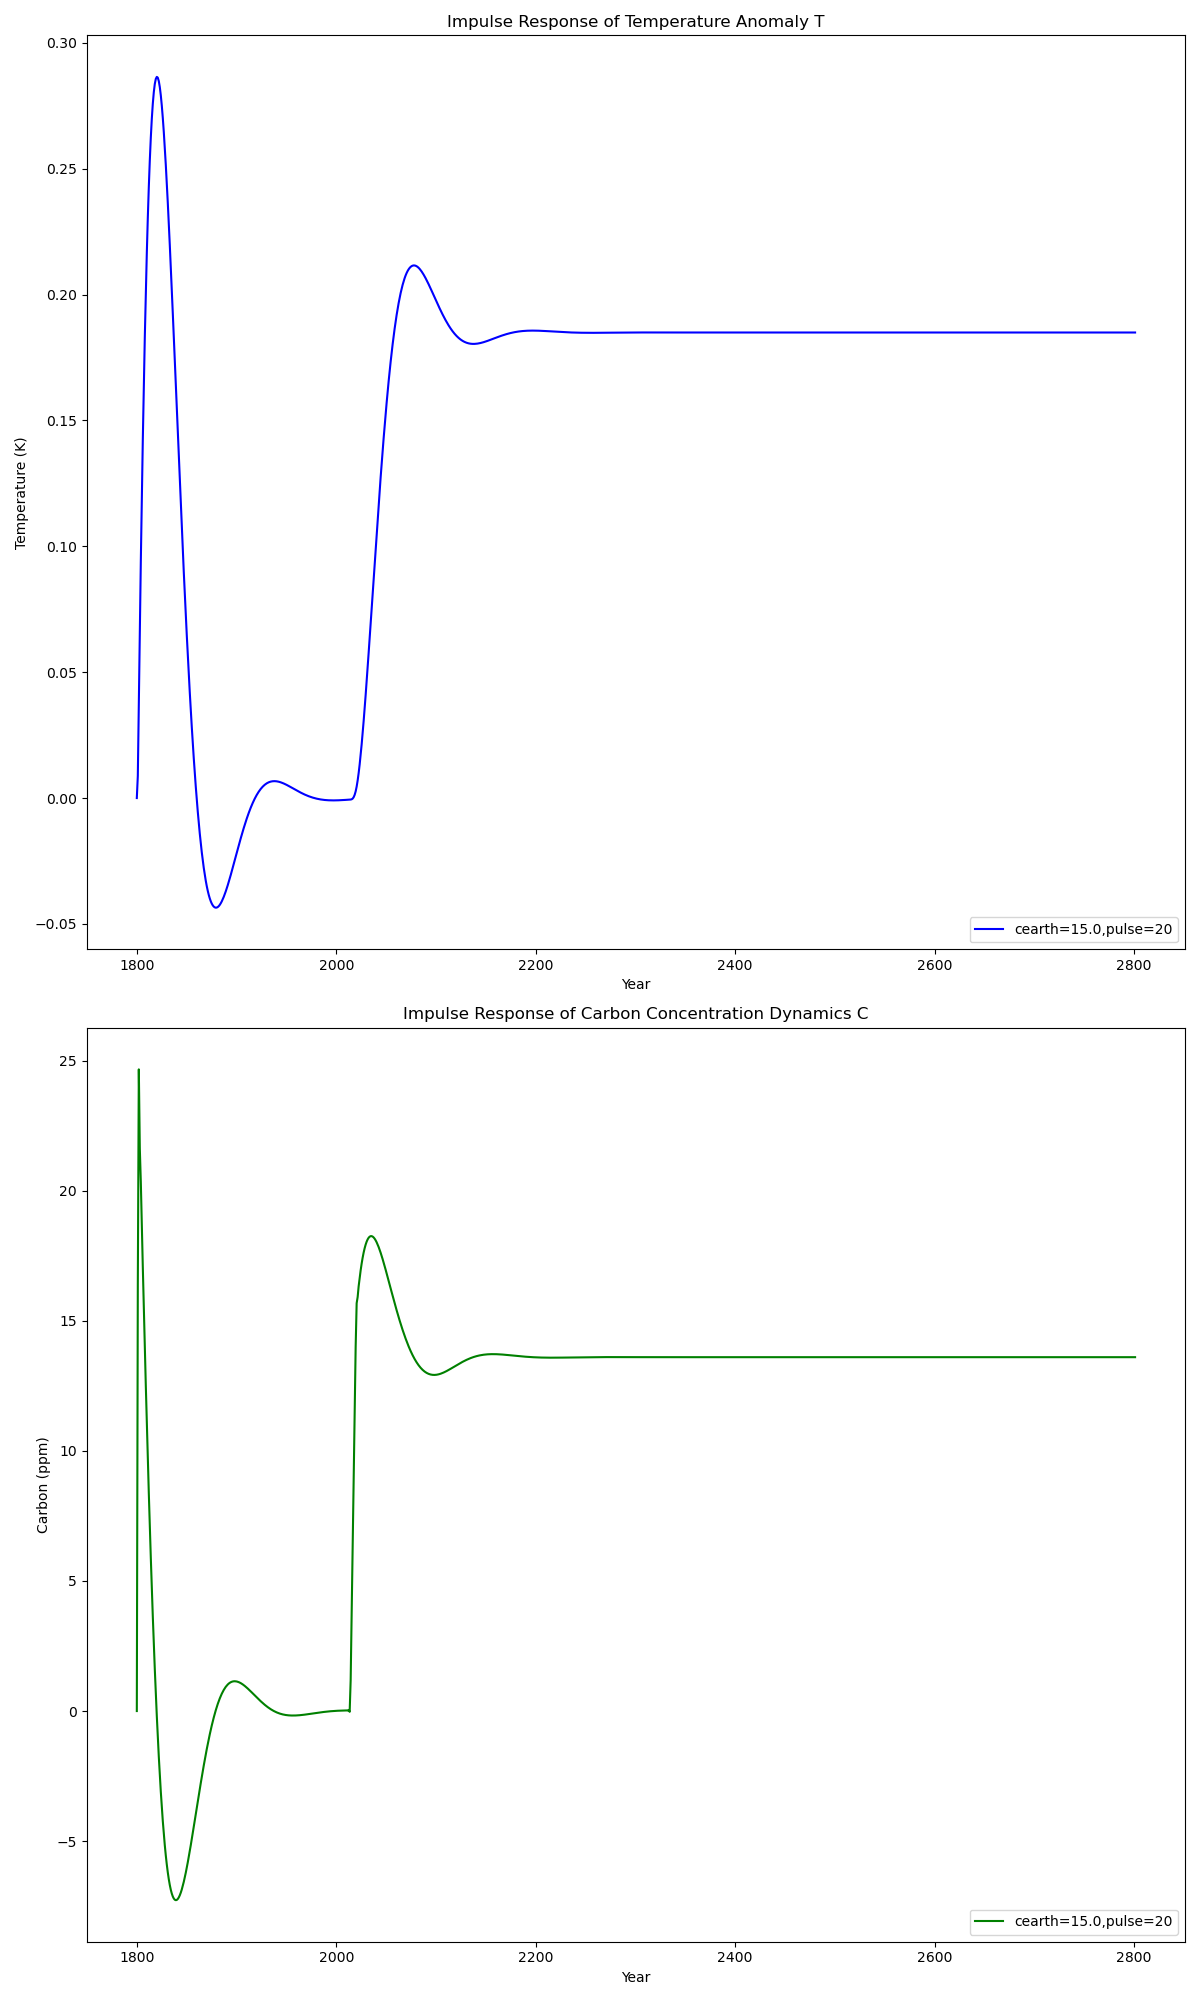 Impulse Response of Temperature Anomaly T
0.30
0.25
0.20
0.15
0.10
0.05
0.00
−0.05
Temperature (K)
cearth=15.0,pulse=20
1800 2000 2200 2400 2600 2800
Year
Impulse Response of Carbon Concentration Dynamics C
25
20
15
10
5
0
−5
Carbon (ppm)
cearth=15.0,pulse=20
1800 2000 2200 2400 2600 2800
Year